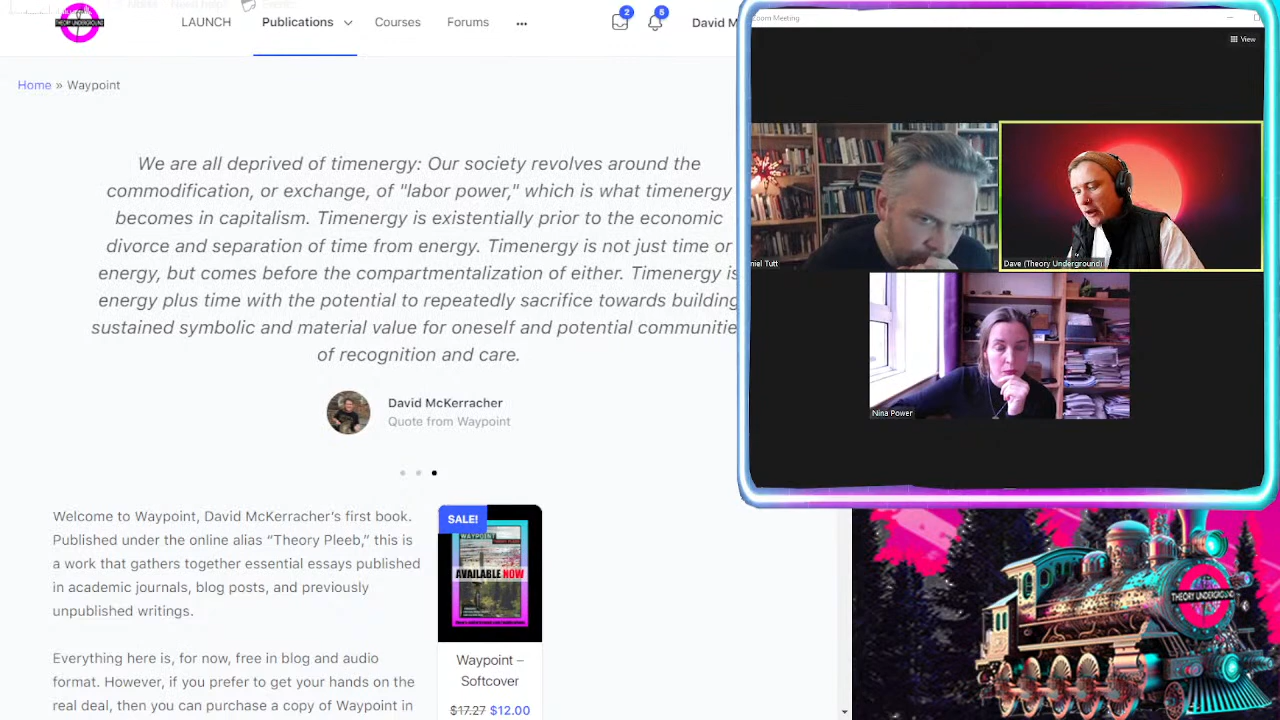 LAUNCH
Publications
Courses
Forums
...
2
5
David M
THEORY UNDERGROUND
Home » Waypoint
We are all deprived of timenergy: Our society revolves around the
commodification, or exchange, of "labor power," which is what timenergy
becomes in capitalism. Timenergy is existentially prior to the economic
divorce and separation of time from energy. Timenergy is not just time or
energy, but comes before the compartmentalization of either. Timenergy is
energy plus time with the potential to repeatedly sacrifice towards building
sustained symbolic and material value for oneself and potential communitie
of recognition and care.
David McKerracher
Quote from Waypoint
Welcome to Waypoint, David McKerracher's first book.
Published under the online alias "Theory Pleeb," this is
a work that gathers together essential essays published
in academic journals, blog posts, and previously
unpublished writings.
Everything here is, for now, free in blog and audio
format. However, if you prefer to get your hands on the
real deal, then you can purchase a copy of Waypoint in
SALE!
WAYPOINT
AVAILABLE NOW
Waypoint –
Softcover
$17.27 $12.00
Zoom Meeting
View
niel Tutt
Dave (Theory Underground)
Nina Power
THEORY UNDERGROUND